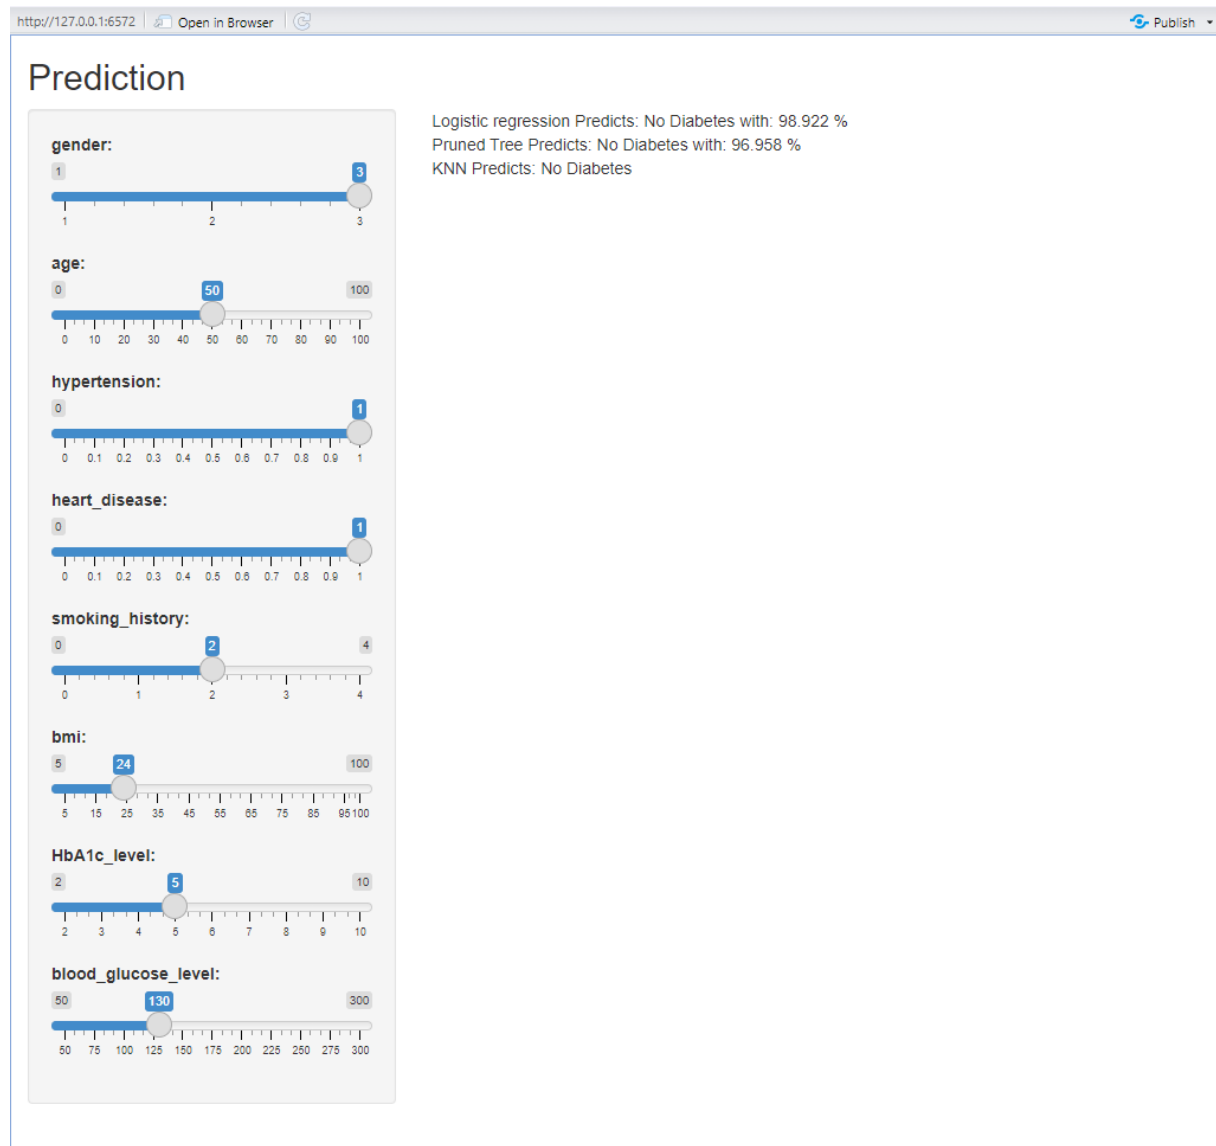 http://127.0.0.1:6572 Open in Browser Publish
Prediction
gender:
1 3
1 2 3
age:
0 50 100
0 10 20 30 40 50 60 70 80 90 100
hypertension:
0 1
0 0.1 0.2 0.3 0.4 0.5 0.6 0.7 0.8 0.9 1
heart_disease:
0 1
0 0.1 0.2 0.3 0.4 0.5 0.6 0.7 0.8 0.9 1
smoking_history:
0 2 4
0 1 2 3 4
bmi:
5 24 100
5 15 25 35 45 55 65 75 85 95 100
HbA1c_level:
2 5 10
2 3 4 5 6 7 8 9 10
blood_glucose_level:
50 130 300
50 75 100 125 150 175 200 225 250 275 300
Logistic regression Predicts: No Diabetes with: 98.922 %
Pruned Tree Predicts: No Diabetes with: 96.958 %
KNN Predicts: No Diabetes